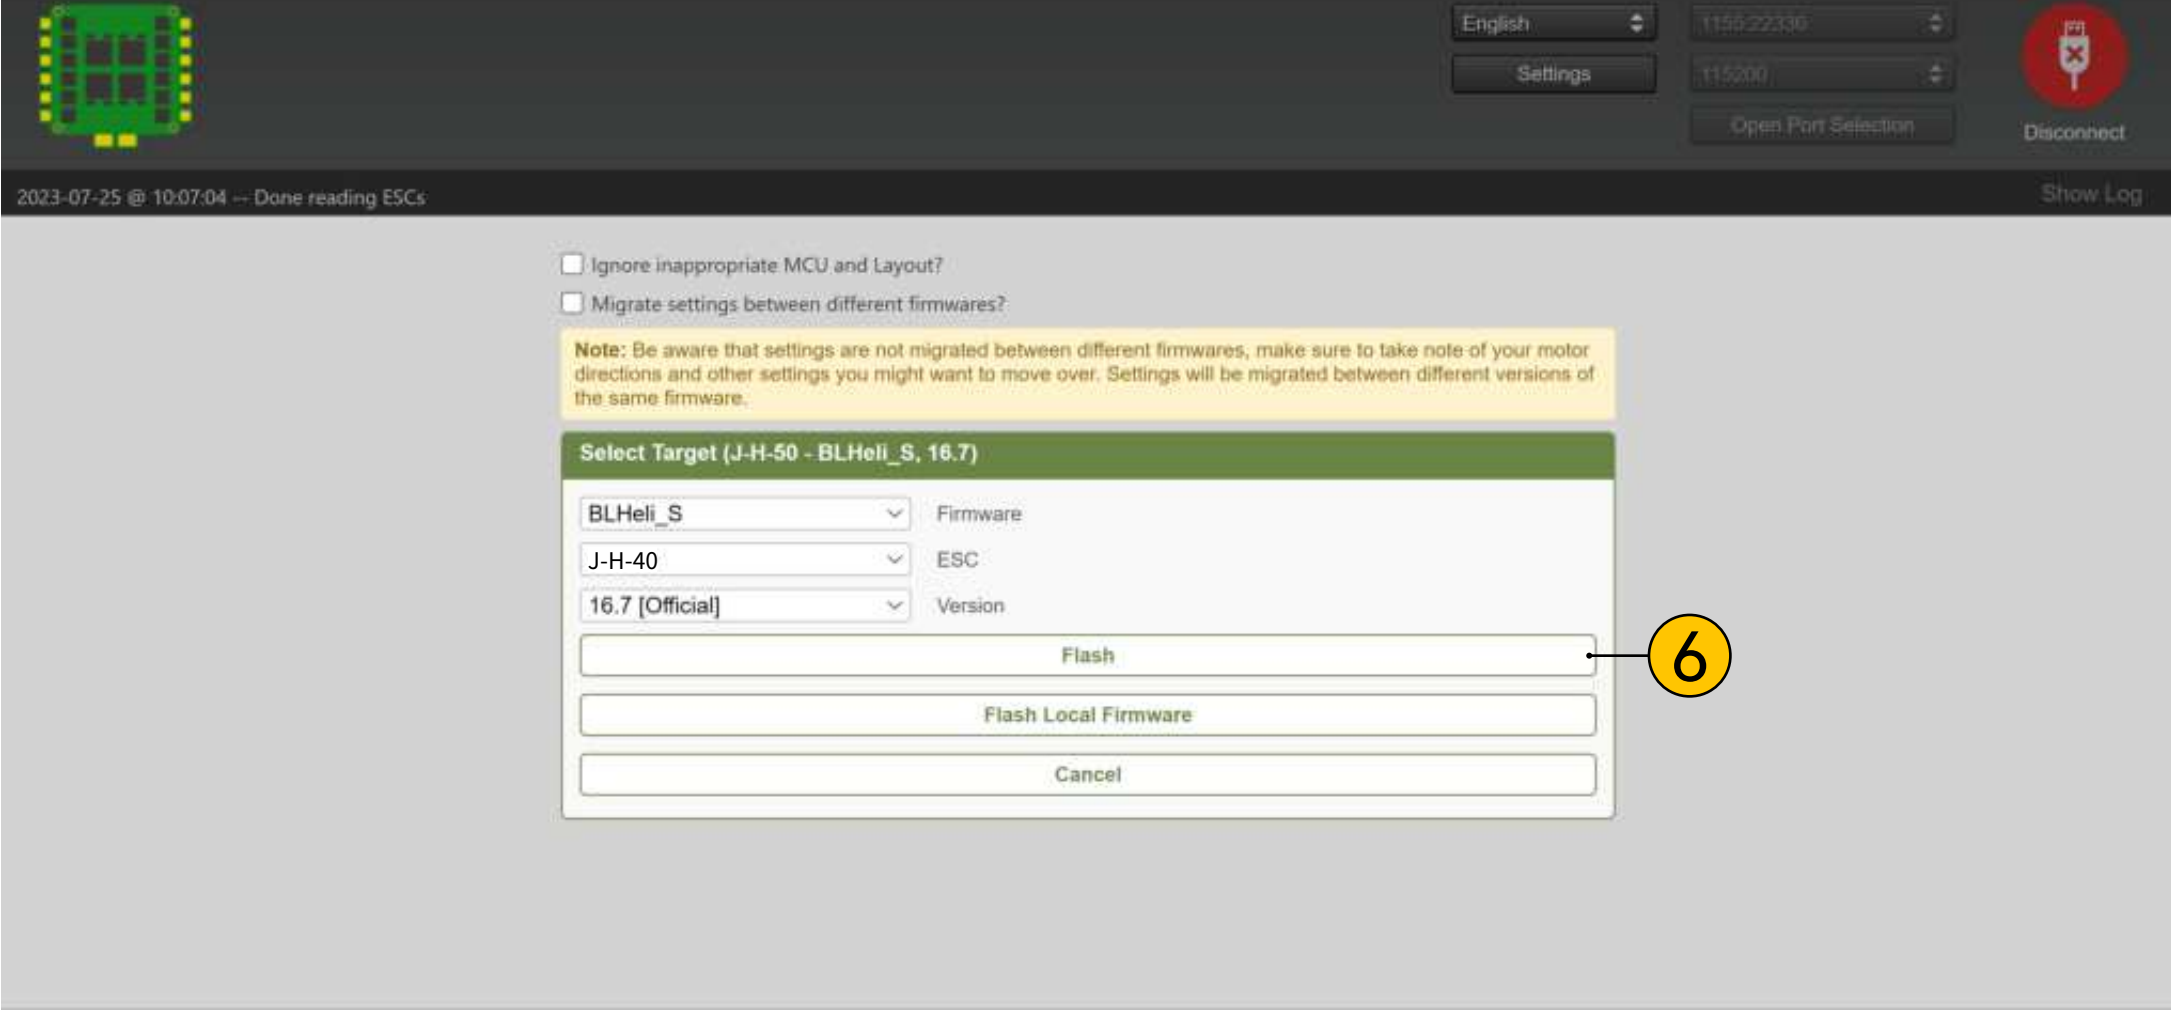 English
1155:22336
Settings
115200
Open Port Selection
Disconnect
2023-07-25 @ 10:07:04 -- Done reading ESCs
Show Log
Ignore inappropriate MCU and Layout?
Migrate settings between different firmwares?
Note: Be aware that settings are not migrated between different firmwares, make sure to take note of your motor
directions and other settings you might want to move over. Settings will be migrated between different versions of
the same firmware.
Select Target (J-H-50 - BLHeli_S, 16.7)
BLHeli_S
Firmware
J-H-40
ESC
16.7 [Official]
Version
Flash
6
Flash Local Firmware
Cancel